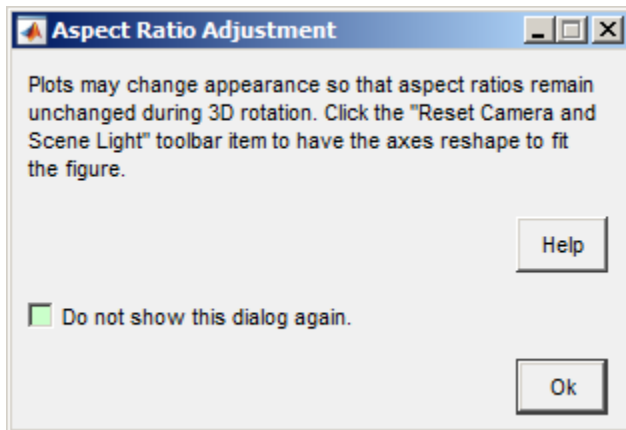 Aspect Ratio Adjustment
Plots may change appearance so that aspect ratios remain
unchanged during 3D rotation. Click the "Reset Camera and
Scene Light" toolbar item to have the axes reshape to fit
the figure.
Help
Do not show this dialog again.
Ok